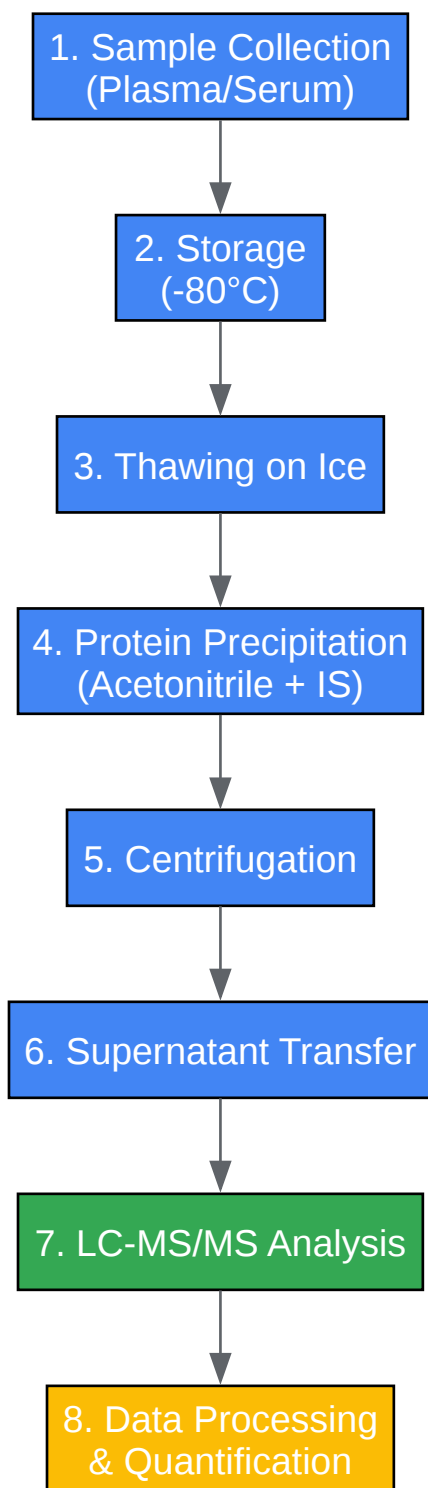 1. Sample Collection
(Plasma/Serum)
2. Storage
(-80°C)
3. Thawing on Ice
4. Protein Precipitation
(Acetonitrile + IS)
5. Centrifugation
6. Supernatant Transfer
7. LC-MS/MS Analysis
8. Data Processing
& Quantification